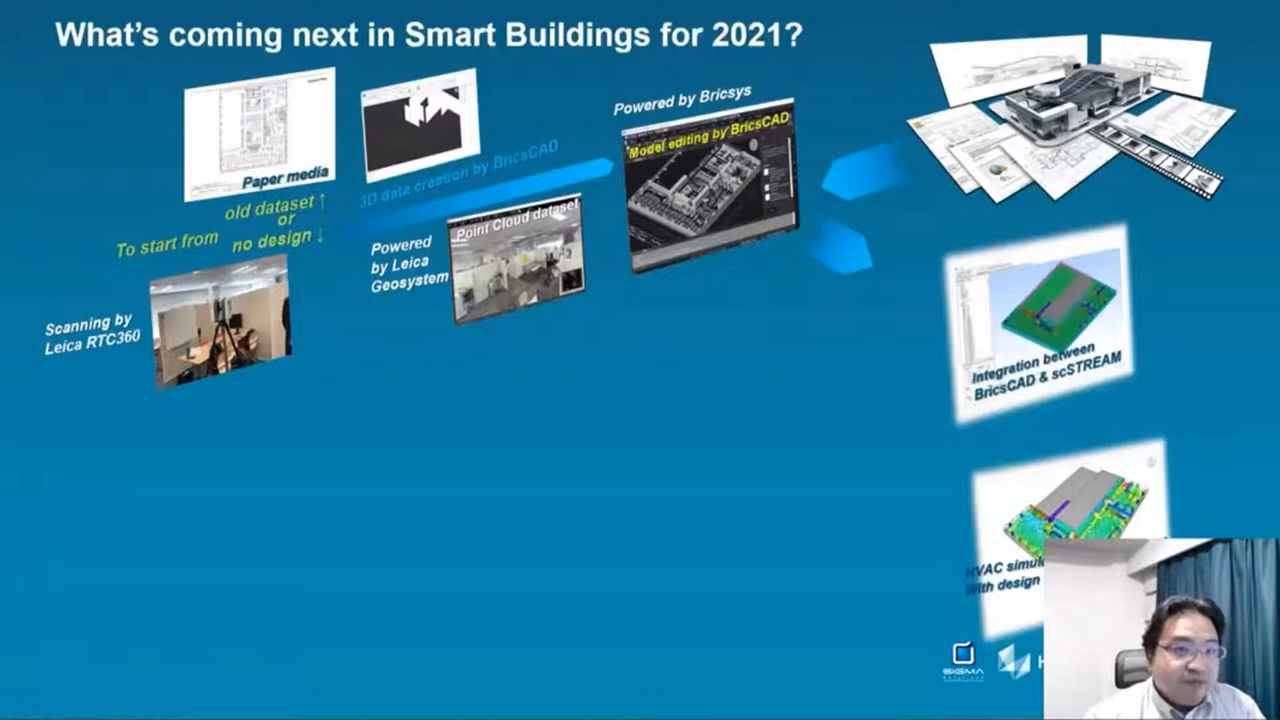 What's coming next in Smart Buildings for 2021?
Paper media
old dataset ↑
or
To start from no design ↓
Scanning by
Leica RTC360
3D data creation by BricsCAD
Powered
by Leica
Geosystem
Point Cloud dataset
Powered by Bricsys
Model editing by BricsCAD
Integration between
BricsCAD & scSTREAM
HVAC
With design
SIGMA
Solutions
H